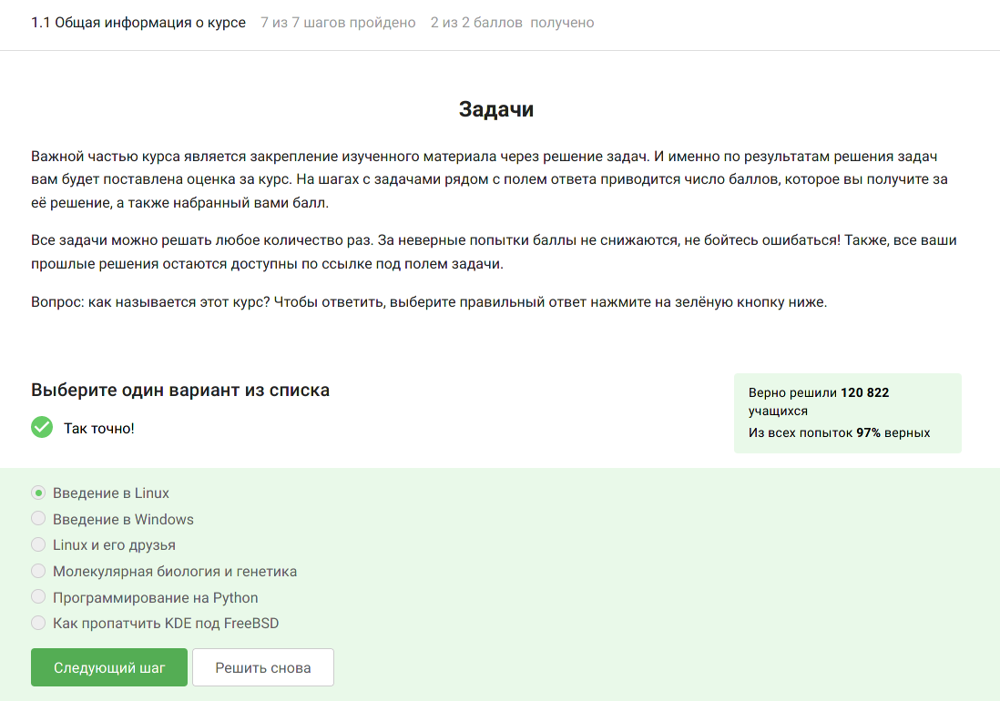 1.1 Общая информация о курсе 7 из 7 шагов пройдено 2 из 2 баллов получено
Задачи
Важной частью курса является закрепление изученного материала через решение задач. И именно по результатам решения задач
вам будет поставлена оценка за курс. На шагах с задачами рядом с полем ответа приводится число баллов, которое вы получите за
её решение, а также набранный вами балл.
Все задачи можно решать любое количество раз. За неверные попытки баллы не снижаются, не бойтесь ошибаться! Также, все ваши
прошлые решения остаются доступны по ссылке под полем задачи.
Вопрос: как называется этот курс? Чтобы ответить, выберите правильный ответ нажмите на зелёную кнопку ниже.
Выберите один вариант из списка
Так точно!
Верно решили 120 822
учащихся
Из всех попыток 97% верных
Введение в Linux
Введение в Windows
Linux и его друзья
Молекулярная биология и генетика
Программирование на Python
Как пропатчить KDE под FreeBSD
Следующий шаг
Решить снова